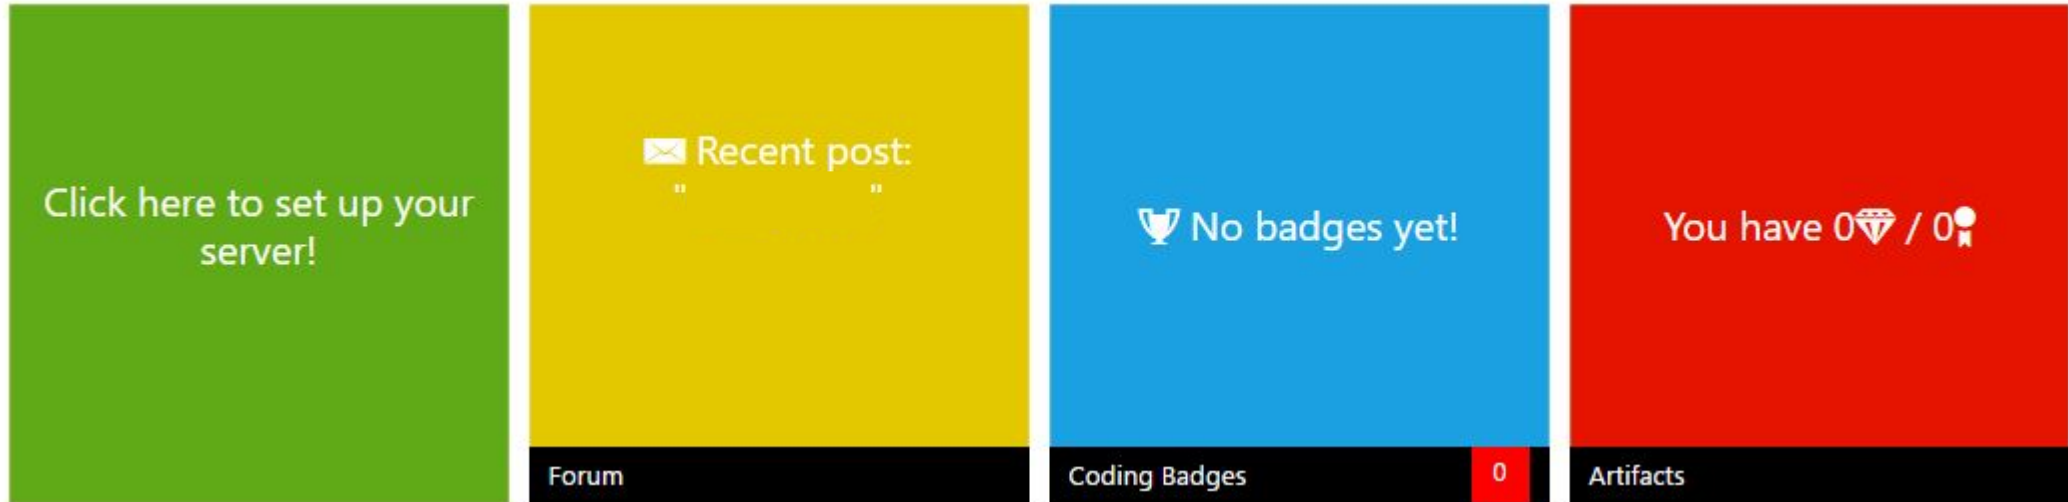 Click here to set up your
server!
Recent post:
" "
Forum
No badges yet!
Coding Badges
0
You have 0 / 0
Artifacts